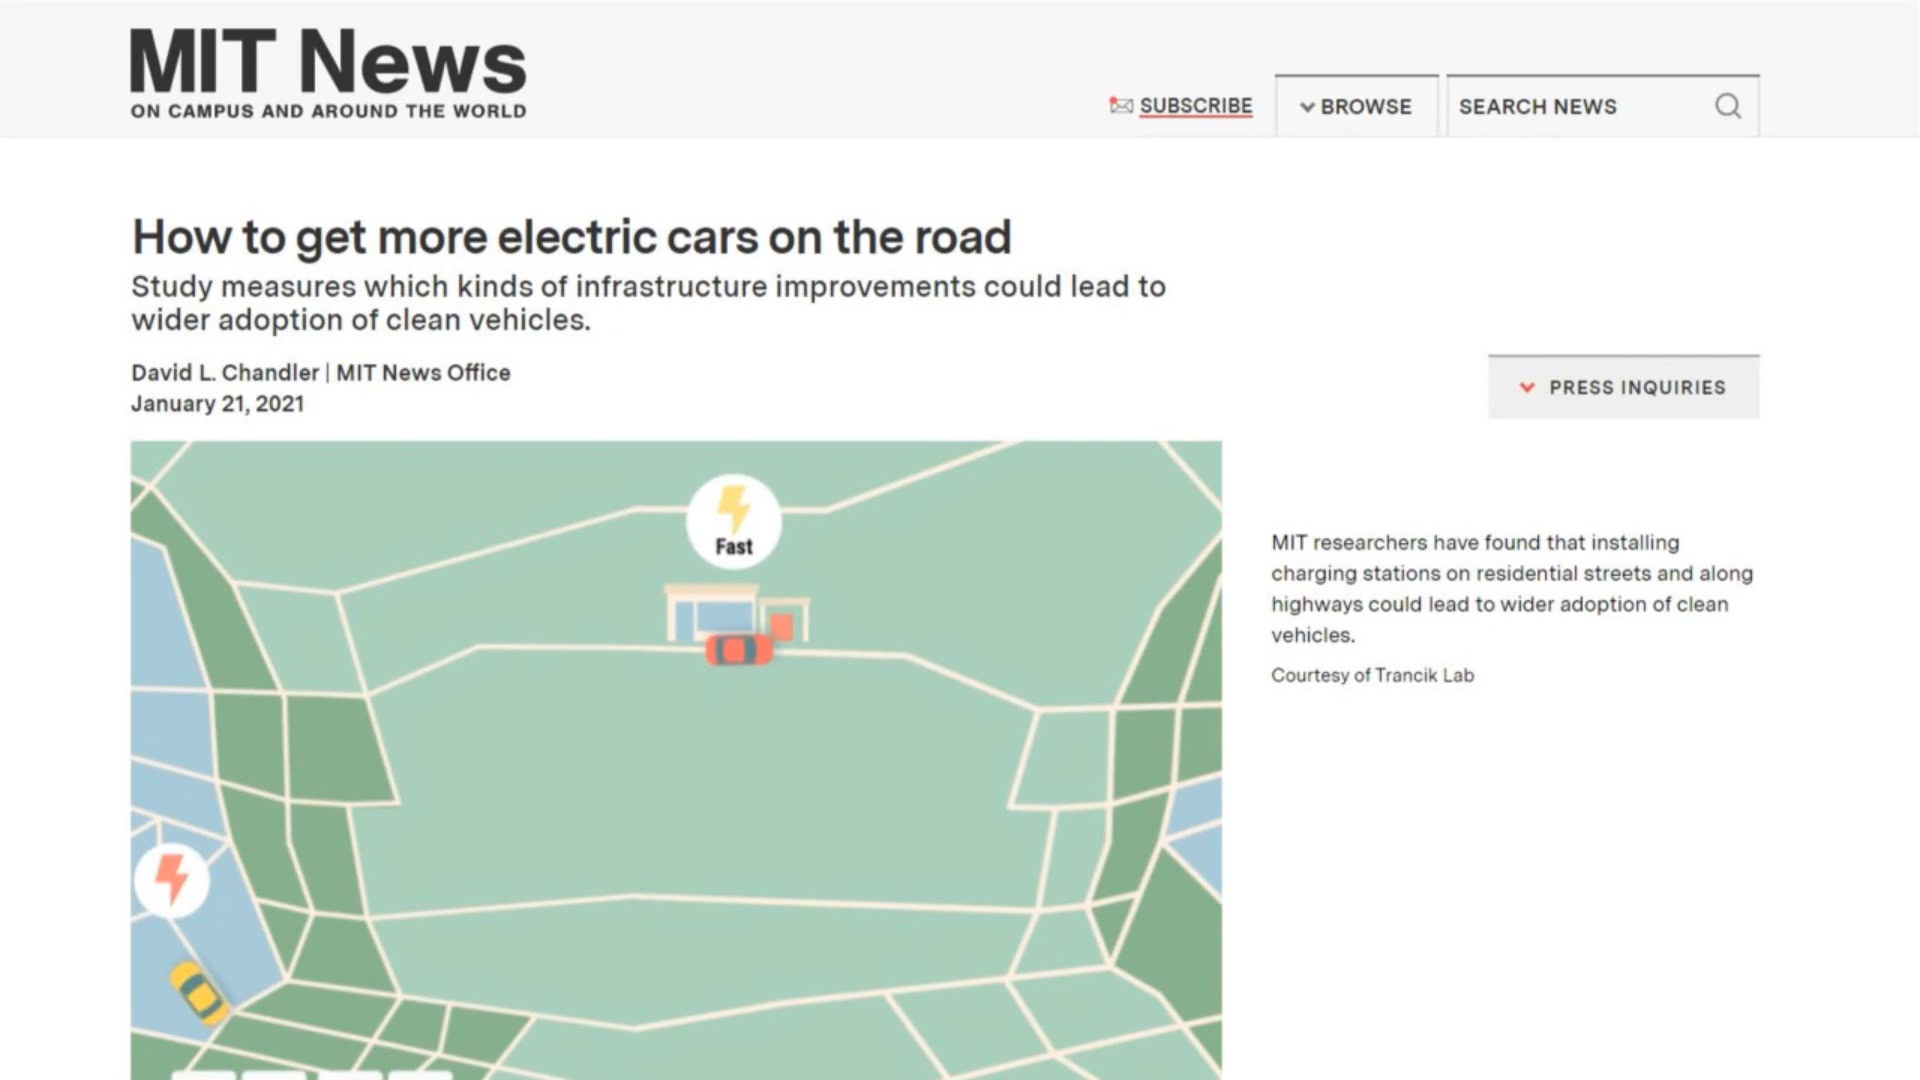 MIT News
ON CAMPUS AND AROUND THE WORLD
SUBSCRIBE
BROWSE
SEARCH NEWS
How to get more electric cars on the road
Study measures which kinds of infrastructure improvements could lead to
wider adoption of clean vehicles.
David L. Chandler | MIT News Office
January 21, 2021
PRESS INQUIRIES
Fast
MIT researchers have found that installing
charging stations on residential streets and along
highways could lead to wider adoption of clean
vehicles.
Courtesy of Trancik Lab